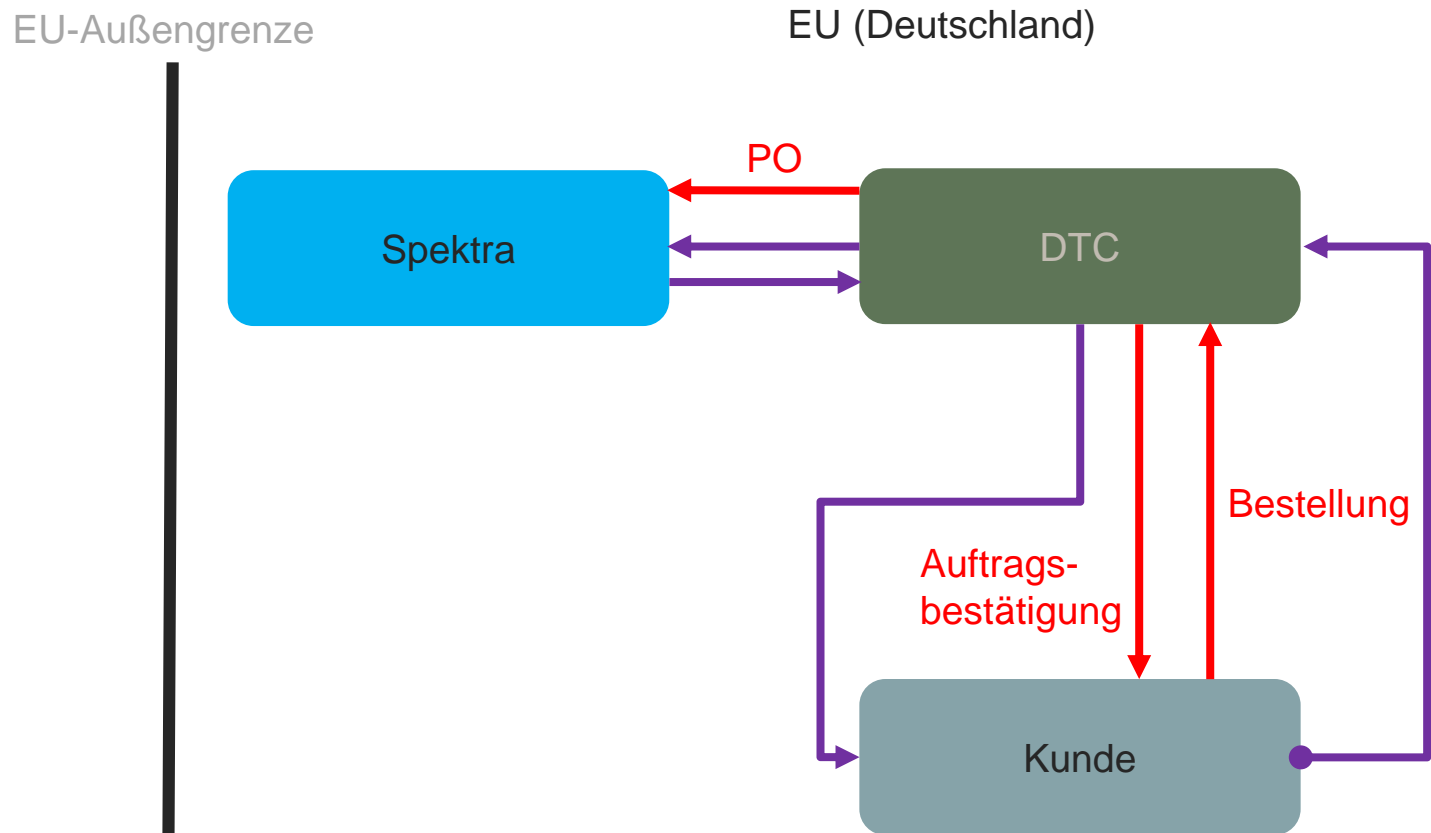 EU-Außengrenze
EU (Deutschland)
PO
Spektra
DTC
Bestellung
Auftrags-
bestätigung
Kunde